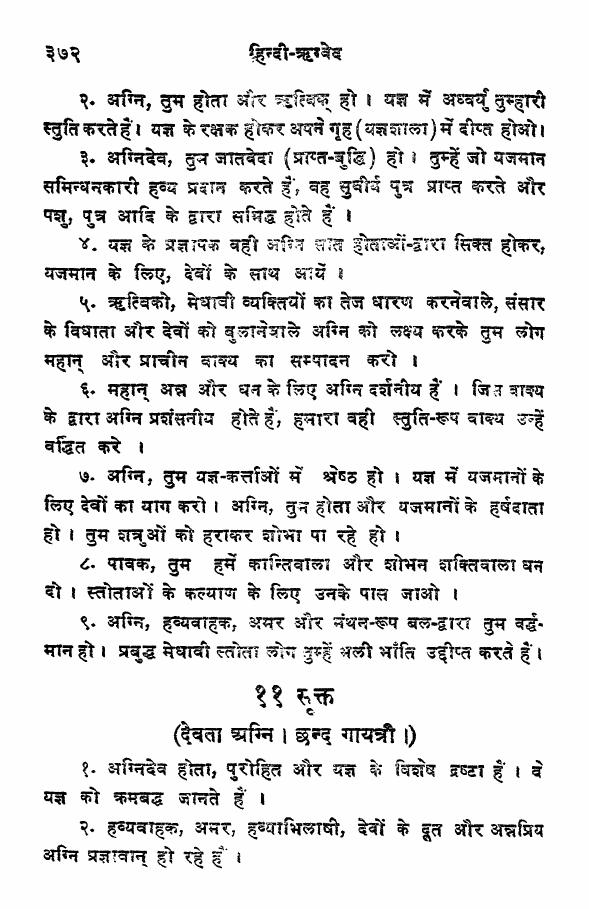 ३७२ हिन्दी-ऋग्वेद
२. अग्नि, तुम होता और ऋत्विक् हो । यज्ञ में अध्वर्यु तुम्हारी
स्तुति करते हैं। यज्ञ के रक्षक होकर अपने गृह (यज्ञशाला) में दीप्त होओ।
३. अग्निदेव, तुम जातवेदा (प्राप्त-बुद्धि) हो । तुम्हें जो यजमान
समिन्धनकारी हव्य प्रदान करते हैं, वह सुवीर्य पुत्र प्राप्त करते और
पशु, पुत्र आदि के द्वारा समिद्ध होते हैं ।
४. यज्ञ के प्रज्ञापक वही अग्नि सात होताओं-द्वारा सिक्त होकर,
यजमान के लिए, देवों के साथ आयें ।
५. ऋत्विको, मेधावी व्यक्तियों का तेज धारण करनेवाले, संसार
के विधाता और देवों को बुलानेवाले अग्नि को लक्ष्य करके तुम लोग
महान् और प्राचीन वाक्य का सम्पादन करो ।
६. महान् अन्न और धन के लिए अग्नि दर्शनीय हैं । जिस वाक्य
के द्वारा अग्नि प्रशंसनीय होते हैं, हमारा वही स्तुति-रूप वाक्य उन्हें
वर्द्धित करे ।
७. अग्नि, तुम यज्ञ-कर्त्ताओं में श्रेष्ठ हो । यज्ञ में यजमानों के
लिए देवों का याग करो । अग्नि, तुम होता और यजमानों के हर्षदाता
हो । तुम शत्रुओं को हराकर शोभा पा रहे हो ।
८. पावक, तुम हमें कान्तिवाला और शोभन शक्तिवाला धन
दो । स्तोताओं के कल्याण के लिए उनके पास जाओ ।
९. अग्नि, हव्यवाहक, अमर और मंथन-रूप बल-द्वारा तुम वर्द्ध-
मान हो । प्रबुद्ध मेधावी स्तोता लोग तुम्हें भली भाँति उद्दीप्त करते हैं।
११ सूक्त
(देवता अग्नि । छन्द गायत्री ।)
१. अग्निदेव होता, पुरोहित और यज्ञ के विशेष द्रष्टा हैं । वे
यज्ञ को क्रमबद्ध जानते हैं ।
२. हव्यवाहक, अमर, हव्याभिलाषी, देवों के दूत और अन्नप्रिय
अग्नि प्रज्ञावान् हो रहे हैं ।